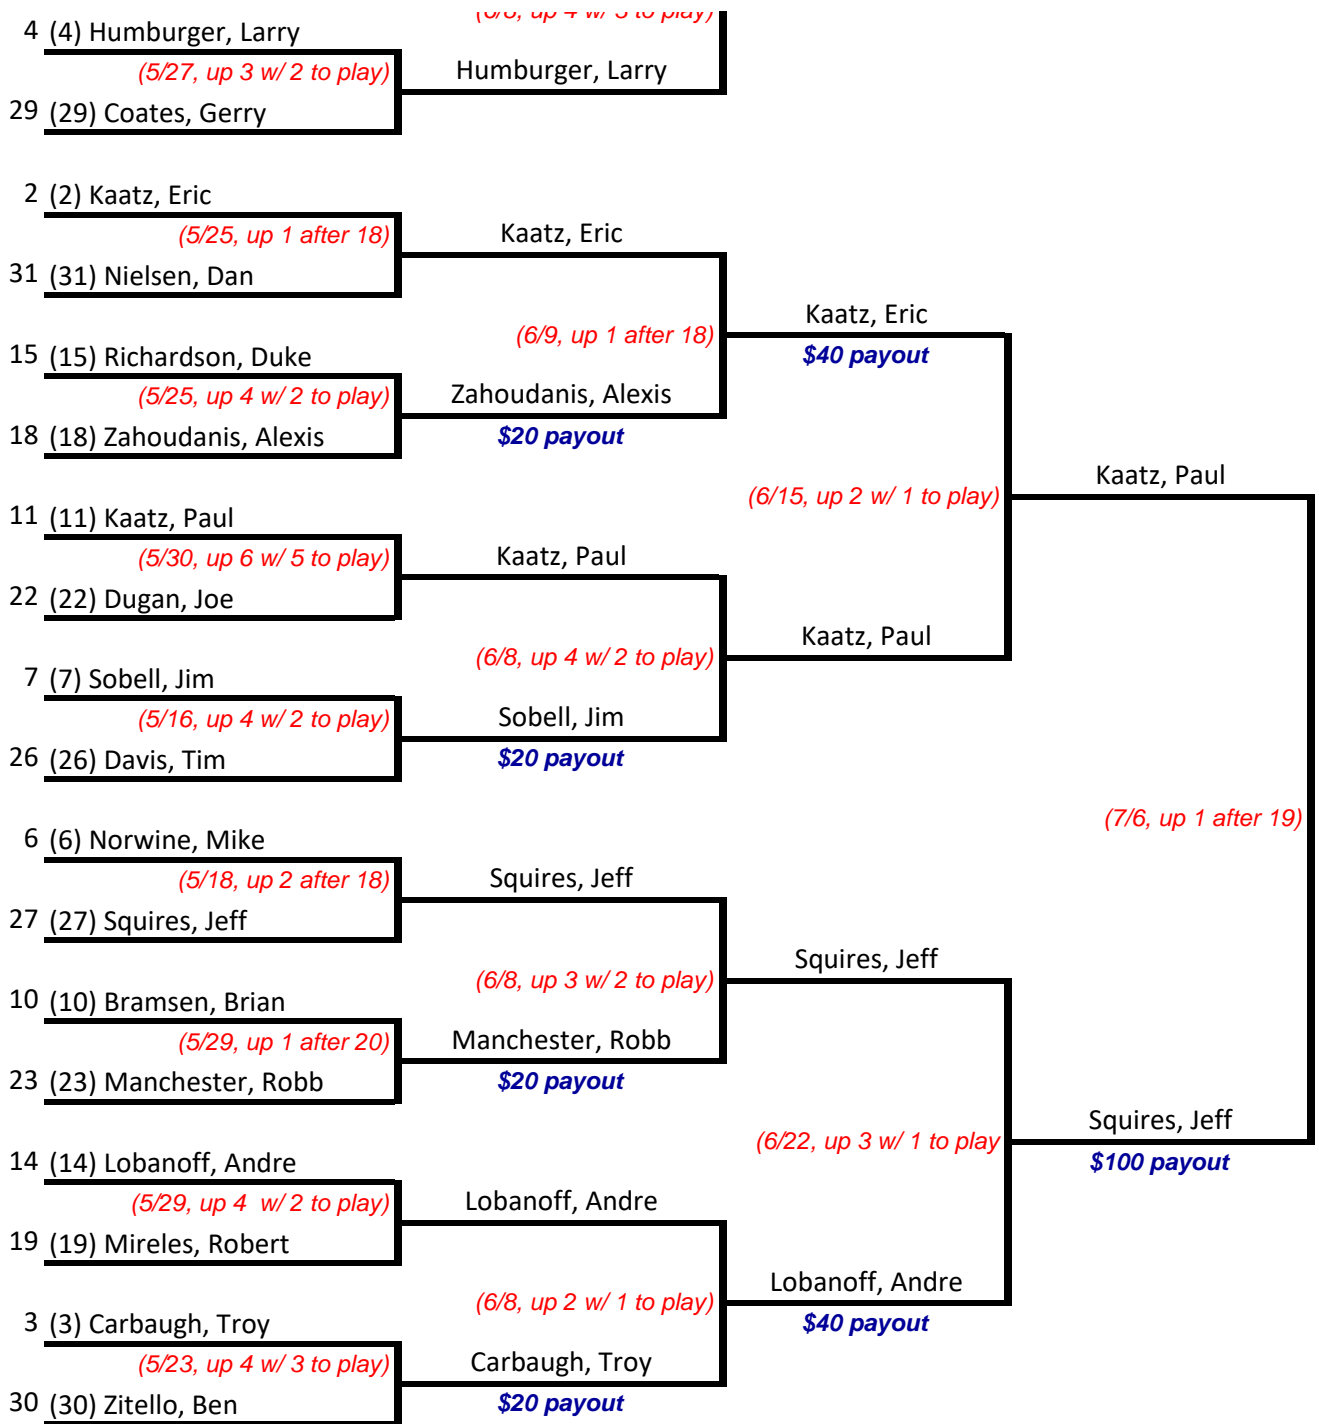 (6/8, up 4 w/ 3 to play)
4 (4) Humburger, Larry
(5/27, up 3 w/ 2 to play)
Humburger, Larry
29 (29) Coates, Gerry
2 (2) Kaatz, Eric
(5/25, up 1 after 18)
Kaatz, Eric
31 (31) Nielsen, Dan
Kaatz, Eric
(6/9, up 1 after 18)
15 (15) Richardson, Duke
$40 payout
(5/25, up 4 w/ 2 to play)
Zahoudanis, Alexis
18 (18) Zahoudanis, Alexis
$20 payout
Kaatz, Paul
(6/15, up 2 w/ 1 to play)
11 (11) Kaatz, Paul
(5/30, up 6 w/ 5 to play)
Kaatz, Paul
22 (22) Dugan, Joe
Kaatz, Paul
(6/8, up 4 w/ 2 to play)
7 (7) Sobell, Jim
(5/16, up 4 w/ 2 to play)
Sobell, Jim
26 (26) Davis, Tim
$20 payout
(7/6, up 1 after 19)
6 (6) Norwine, Mike
(5/18, up 2 after 18)
Squires, Jeff
27 (27) Squires, Jeff
Squires, Jeff
(6/8, up 3 w/ 2 to play)
10 (10) Bramsen, Brian
(5/29, up 1 after 20)
Manchester, Robb
23 (23) Manchester, Robb
$20 payout
Squires, Jeff
(6/22, up 3 w/ 1 to play
14 (14) Lobanoff, Andre
$100 payout
(5/29, up 4 w/ 2 to play)
Lobanoff, Andre
19 (19) Mireles, Robert
Lobanoff, Andre
(6/8, up 2 w/ 1 to play)
3 (3) Carbaugh, Troy
$40 payout
(5/23, up 4 w/ 3 to play)
Carbaugh, Troy
30 (30) Zitello, Ben
$20 payout